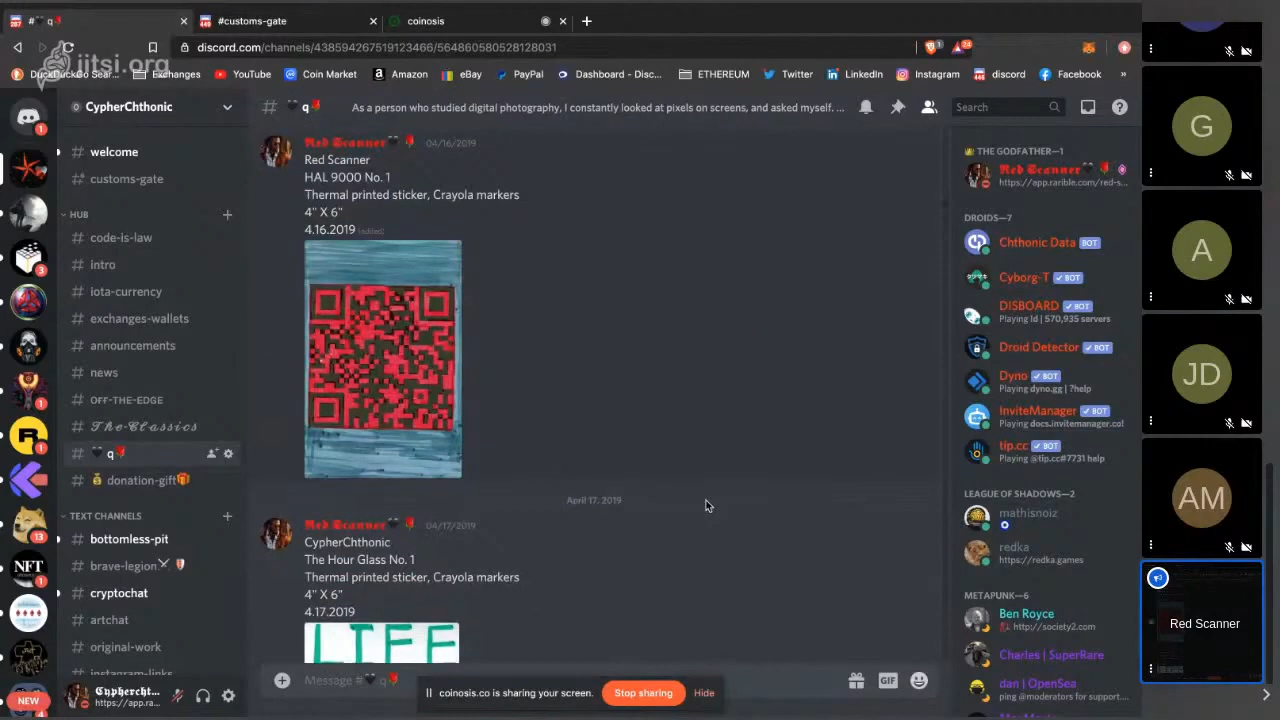 q
#customs-gate
coinosis
jitsi.org
discord.com/channels/438594267519123466/564860580528128031
DuckDuckGo Sear...
Exchanges
YouTube
Coin Market
Amazon
eBay
PayPal
Dashboard - Disc...
ETHEREUM
Twitter
LinkedIn
Instagram
discord
Facebook
»
CypherChthonic
# q
As a person who studied digital photography, I constantly looked at pixels on screens, and asked myself. ...
Search
welcome
customs-gate
HUB
# code-is-law
# intro
# iota-currency
# exchanges-wallets
# announcements
# news
# OFF-THE-EDGE
# The Classics
# q
# donation-gift
TEXT CHANNELS
# bottomless-pit
# brave-legion
# cryptochat
# artchat
# original-work
# instagram-links
Cyphercht...
https://app.ra...
NEW
Red Scanner 04/16/2019
Red Scanner
HAL 9000 No. 1
Thermal printed sticker, Crayola markers
4" X 6"
4.16.2019 (edited)
April 17, 2019
Red Scanner 04/17/2019
CypherChthonic
The Hour Glass No. 1
Thermal printed sticker, Crayola markers
4" X 6"
4.17.2019
LIFE
Message # q
GIF
coinosis.co is sharing your screen.
Stop sharing
Hide
THE GODFATHER—1
Red Scanner
https://app.rarible.com/red-s...
DROIDS—7
Chthonic Data BOT
Cyborg-T BOT
DISBOARD BOT
Playing !d | 570,935 servers
Droid Detector BOT
Dyno BOT
Playing dyno.gg | ?help
InviteManager BOT
Playing docs.invitemanager.co!
tip.cc BOT
Playing @tip.cc#7731 help
LEAGUE OF SHADOWS—2
mathisnoiz
redka
https://redka.games
METAPUNK—6
Ben Royce
http://society2.com
Charles | SuperRare
dan | OpenSea
ping @moderators for support....
G
A
JD
AM
Red Scanner